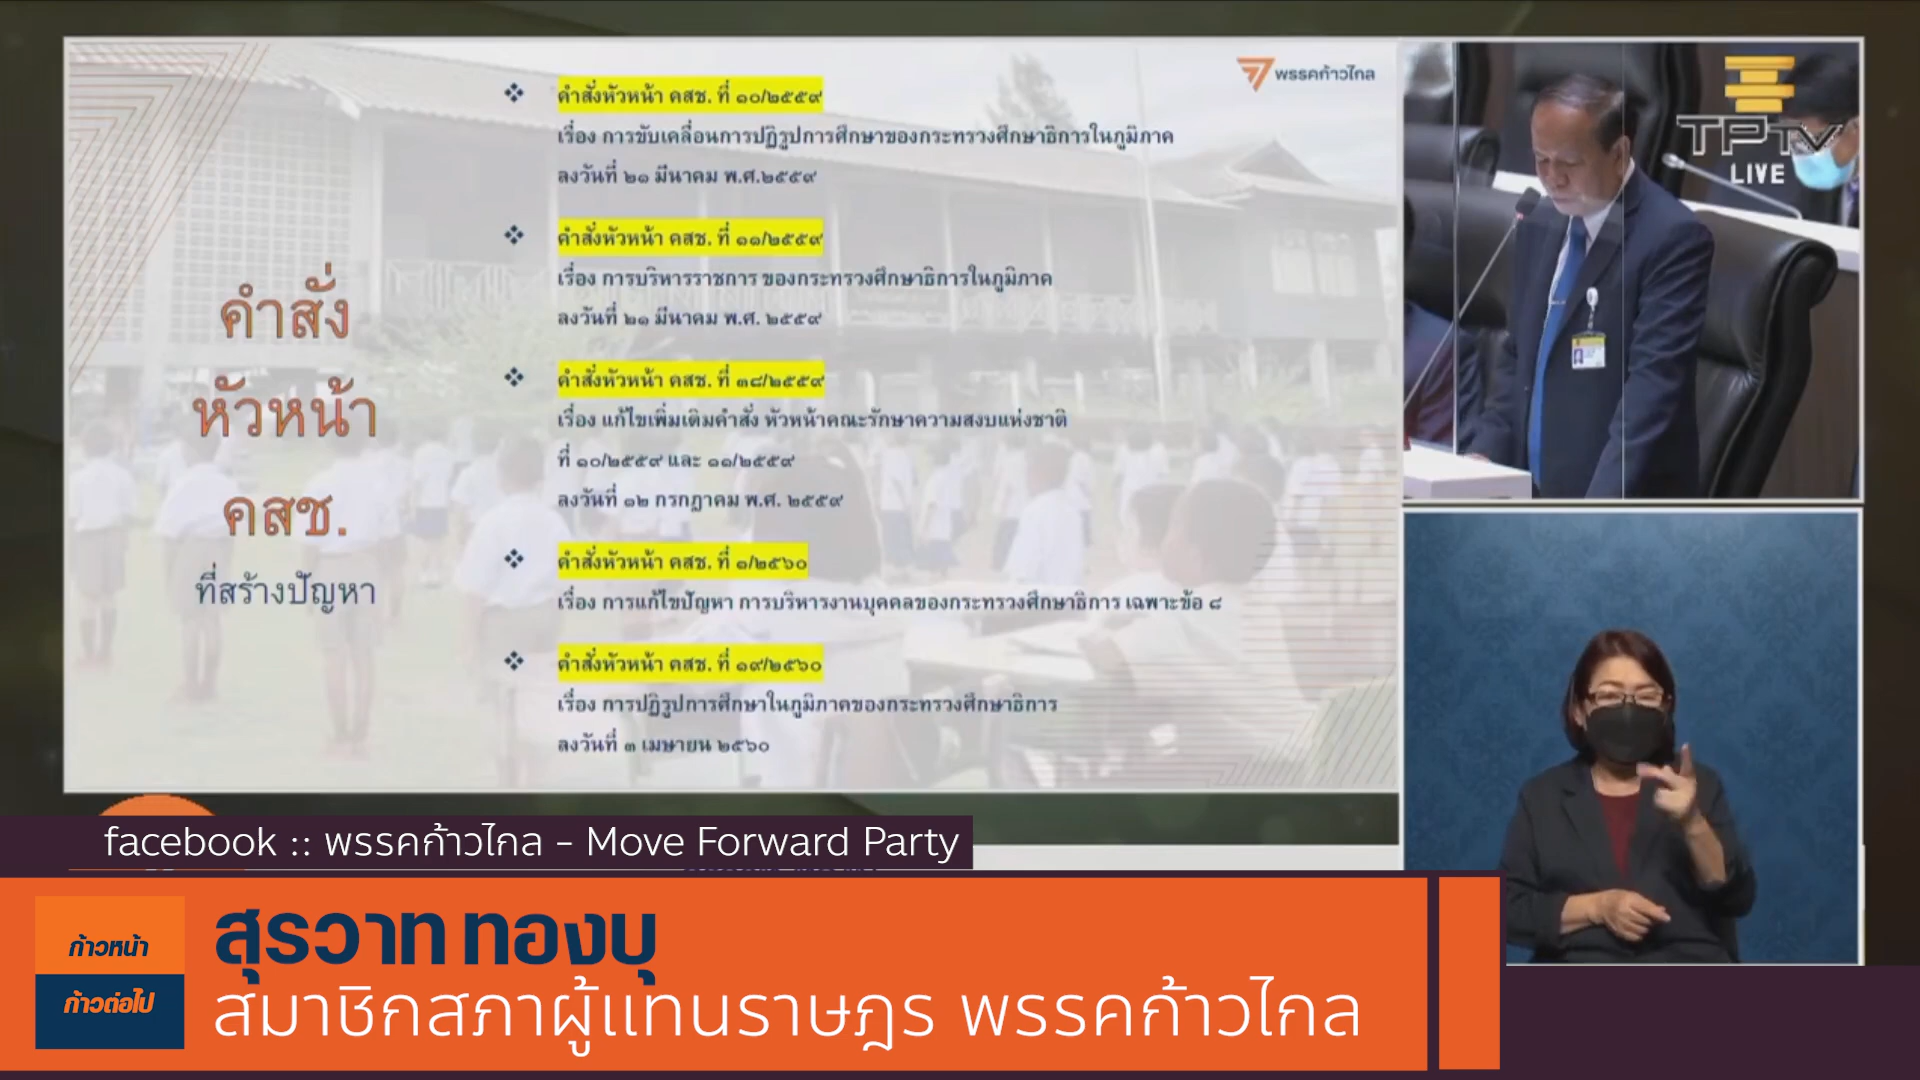 พรรคก้าวไกล
TPTV
LIVE
คำสั่ง
หัวหน้า
คสช.
ที่สร้างปัญหา
❖ คำสั่งหัวหน้า คสช. ที่ ๑๐/๒๕๕๙
เรื่อง การขับเคลื่อนการปฏิรูปการศึกษาของกระทรวงศึกษาธิการในภูมิภาค
ลงวันที่ ๒๑ มีนาคม พ.ศ.๒๕๕๙
❖ คำสั่งหัวหน้า คสช. ที่ ๑๑/๒๕๕๙
เรื่อง การบริหารราชการ ของกระทรวงศึกษาธิการในภูมิภาค
ลงวันที่ ๒๑ มีนาคม พ.ศ. ๒๕๕๙
❖ คำสั่งหัวหน้า คสช. ที่ ๓๘/๒๕๕๙
เรื่อง แก้ไขเพิ่มเติมคำสั่ง หัวหน้าคณะรักษาความสงบแห่งชาติ
ที่ ๑๐/๒๕๕๙ และ ๑๑/๒๕๕๙
ลงวันที่ ๑๒ กรกฎาคม พ.ศ. ๒๕๕๙
❖ คำสั่งหัวหน้า คสช. ที่ ๑/๒๕๖๐
เรื่อง การแก้ไขปัญหา การบริหารงานบุคคลของกระทรวงศึกษาธิการ เฉพาะข้อ ๘
❖ คำสั่งหัวหน้า คสช. ที่ ๑๙/๒๕๖๐
เรื่อง การปฏิรูปการศึกษาในภูมิภาคของกระทรวงศึกษาธิการ
ลงวันที่ ๓ เมษายน ๒๕๖๐
facebook :: พรรคก้าวไกล - Move Forward Party
ก้าวหน้า
ก้าวต่อไป
สุรวาท ทองบุ
สมาชิกสภาผู้แทนราษฎร พรรคก้าวไกล